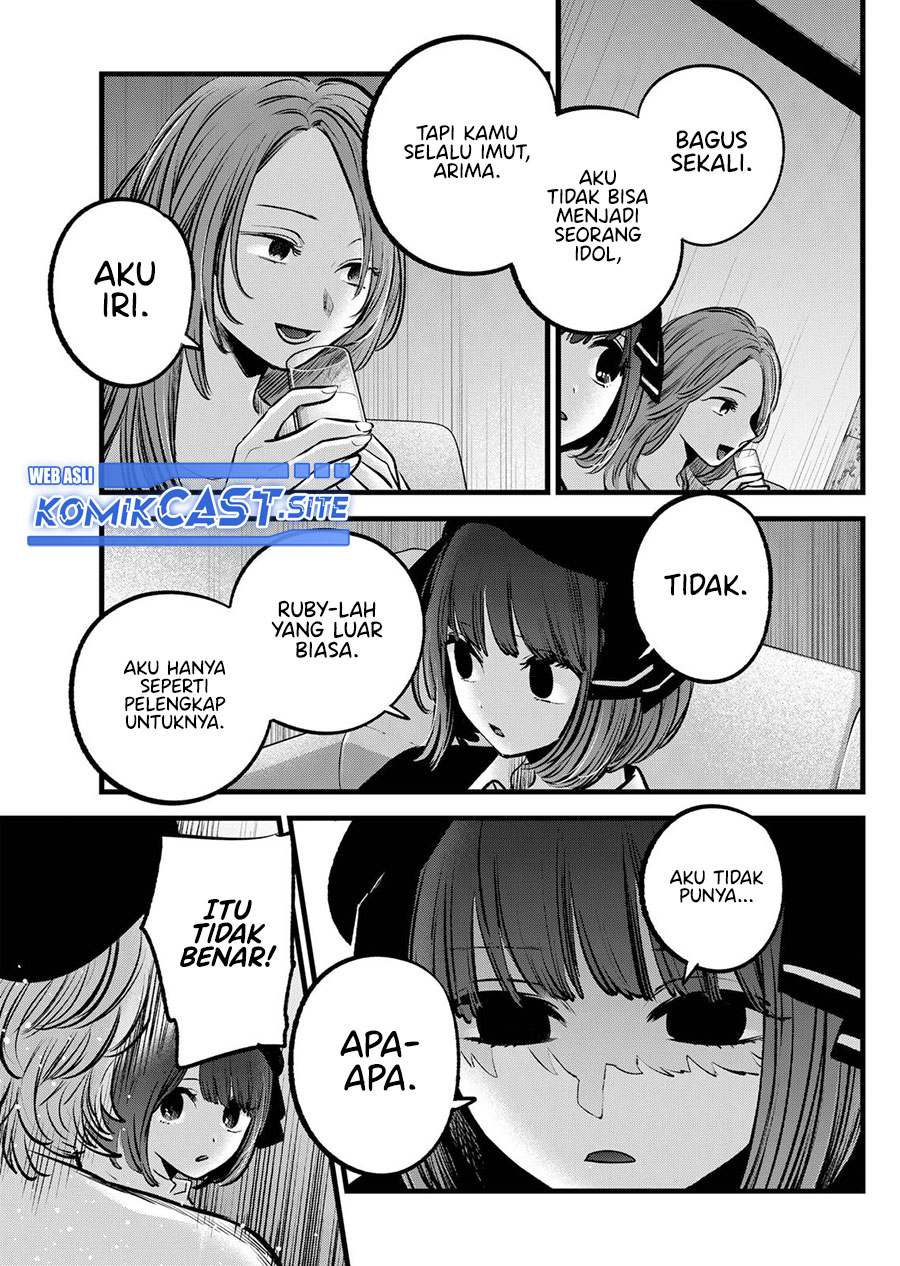 BAGUS
SEKALI.
AKU
TIDAK BISA
MENJADI
SEORANG
IDOL,
TAPI KAMU
SELALU IMUT,
ARIMA.
AKU
IRI.
WEB ASLI
KOMIKCAST.SITE
TIDAK.
RUBY-LAH
YANG LUAR
BIASA.
AKU HANYA
SEPERTI
PELENGKAP
UNTUKNYA.
AKU TIDAK
PUNYA...
APA-
APA.
ITU
TIDAK
BENAR!